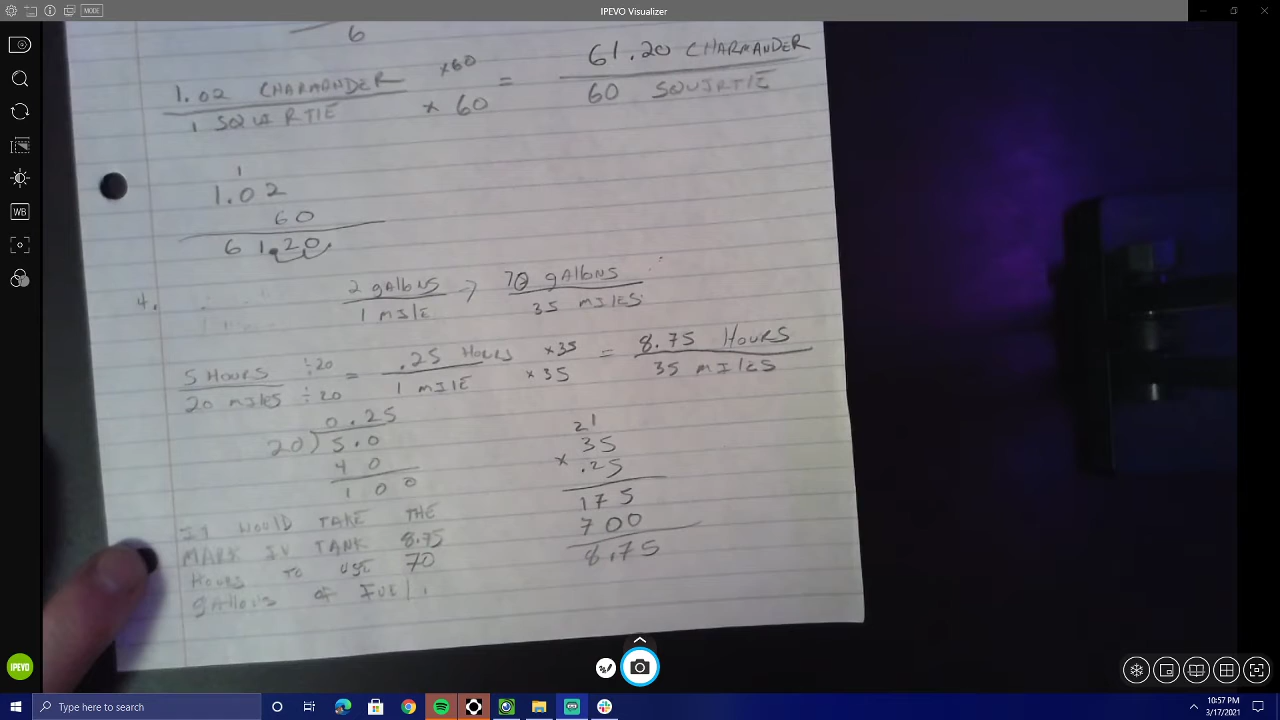 IPEVO Visualizer
MODE
6
1.02 CHARMANDER ×60 = 61.20 CHARMANDER
1 SQUIRTLE × 60 60 SQUIRTLE
1
1.02
60
61.20
4.
2 gallons → 70 gallons
1 mile 35 miles
5 Hours ÷20 = .25 Hours ×35 = 8.75 Hours
20 miles ÷20 1 mile ×35 35 miles
0.25
20)5.0
40
100
21
35
× .25
175
700
8.75
It would take the
Mark IV Tank 8.75
Hours to use 70
gallons of Fuel.
WB
IPEVO
Type here to search
10:57 PM
3/17/2021